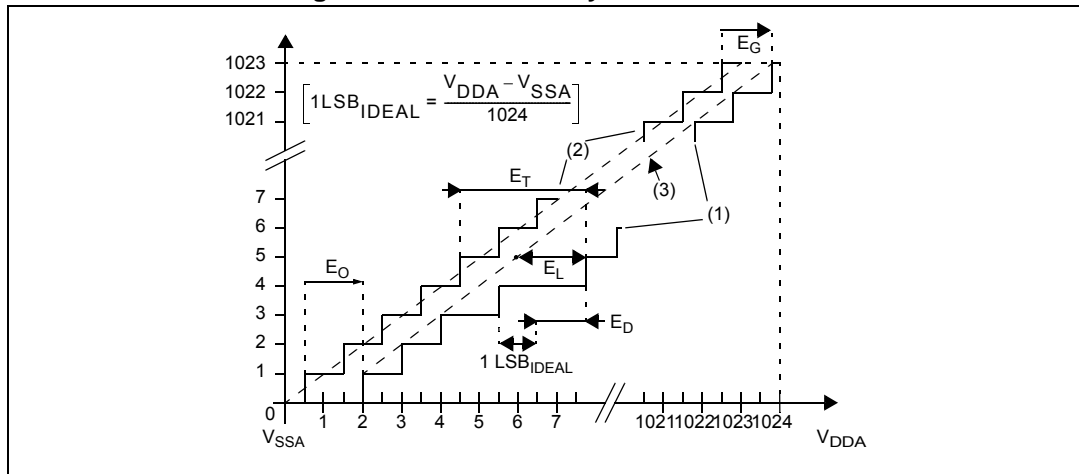 E_G
1023
1022
1021
[1LSB_IDEAL = (V_DDA – V_SSA) / 1024]
(2)
(3)
(1)
E_T
7
6
5
4
3
2
1
0
E_O
E_L
E_D
1 LSB_IDEAL
1 2 3 4 5 6 7 1021 1022 1023 1024
V_SSA
V_DDA